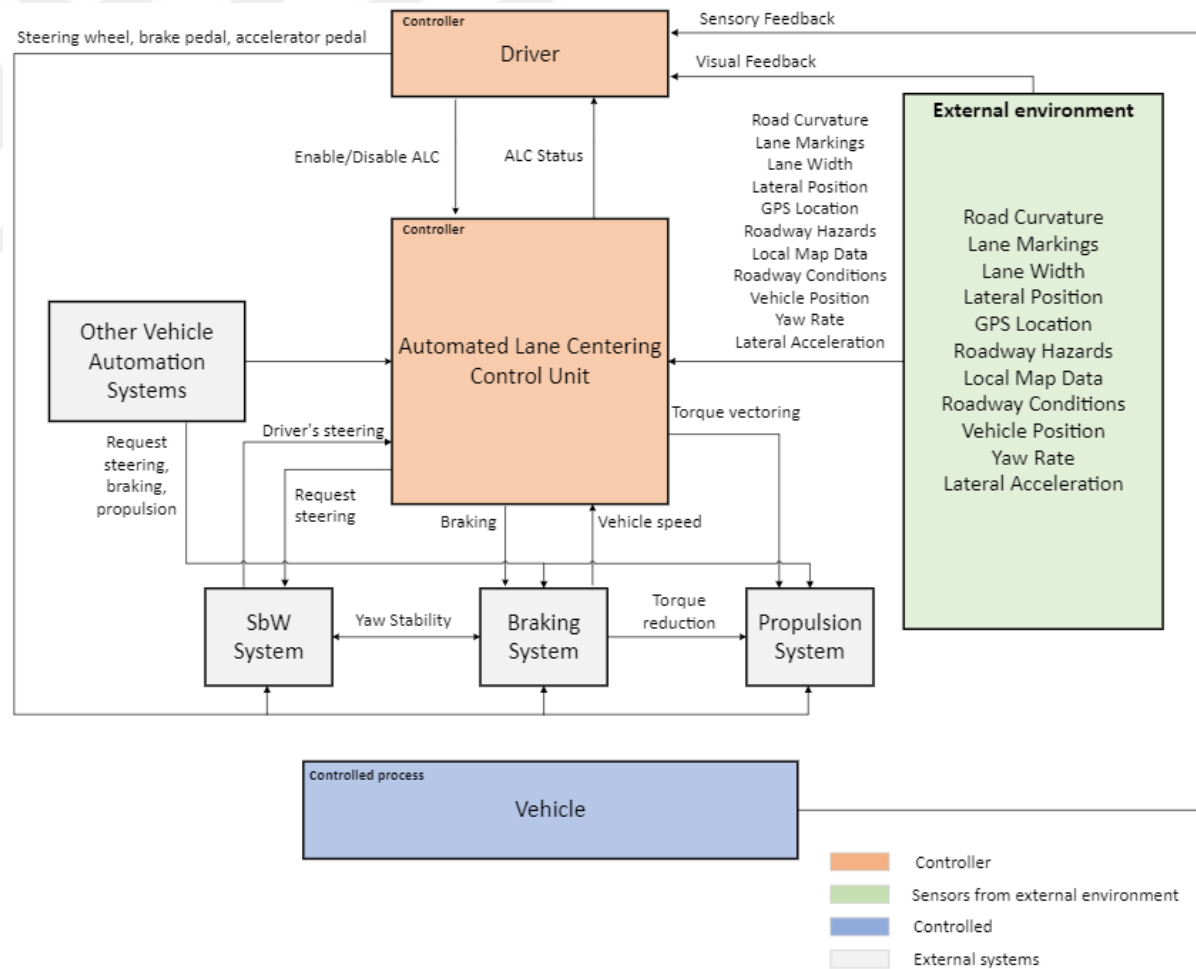 Controller
Driver
Sensory Feedback
Steering wheel, brake pedal, accelerator pedal
Visual Feedback
External environment
Road Curvature
Lane Markings
Lane Width
Lateral Position
GPS Location
Roadway Hazards
Local Map Data
Roadway Conditions
Vehicle Position
Yaw Rate
Lateral Acceleration
Enable/Disable ALC
ALC Status
Road Curvature
Lane Markings
Lane Width
Lateral Position
GPS Location
Roadway Hazards
Local Map Data
Roadway Conditions
Vehicle Position
Yaw Rate
Lateral Acceleration
Controller
Automated Lane Centering
Control Unit
Other Vehicle
Automation
Systems
Request
steering,
braking,
propulsion
Driver's steering
Request
steering
Braking
Vehicle speed
Torque vectoring
SbW
System
Yaw Stability
Braking
System
Torque
reduction
Propulsion
System
Controlled process
Vehicle
Controller
Sensors from external environment
Controlled
External systems